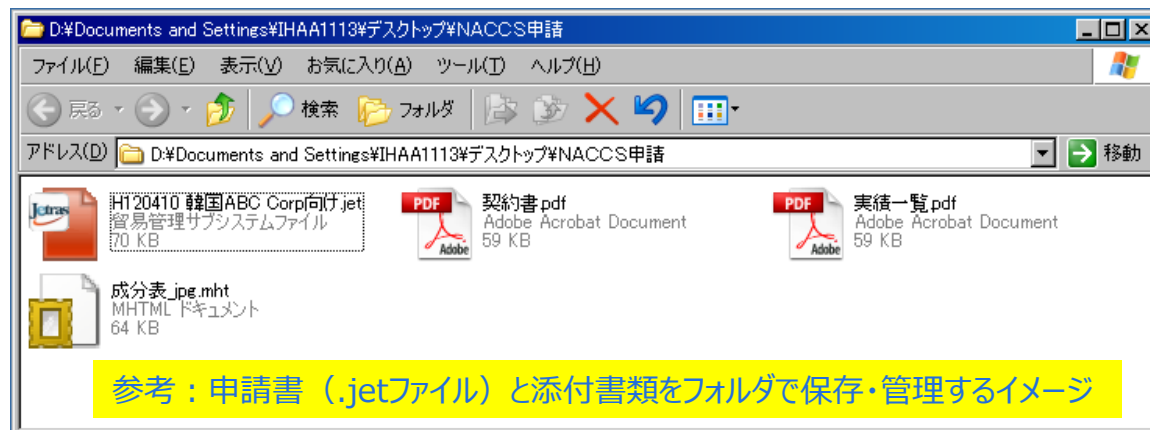 D:¥Documents and Settings¥IHAA1113¥デスクトップ¥NACCS申請
ファイル(F) 編集(E) 表示(V) お気に入り(A) ツール(T) ヘルプ(H)
戻る 検索 フォルダ
アドレス(D) D:¥Documents and Settings¥IHAA1113¥デスクトップ¥NACCS申請 移動
Jetras
H120410 韓国ABC Corp向け.jet
貿易管理サブシステムファイル
70 KB
PDF
Adobe
契約書.pdf
Adobe Acrobat Document
59 KB
PDF
Adobe
実績一覧.pdf
Adobe Acrobat Document
59 KB
成分表_jpg.mht
MHTML ドキュメント
64 KB
参考：申請書（.jetファイル）と添付書類をフォルダで保存・管理するイメージ